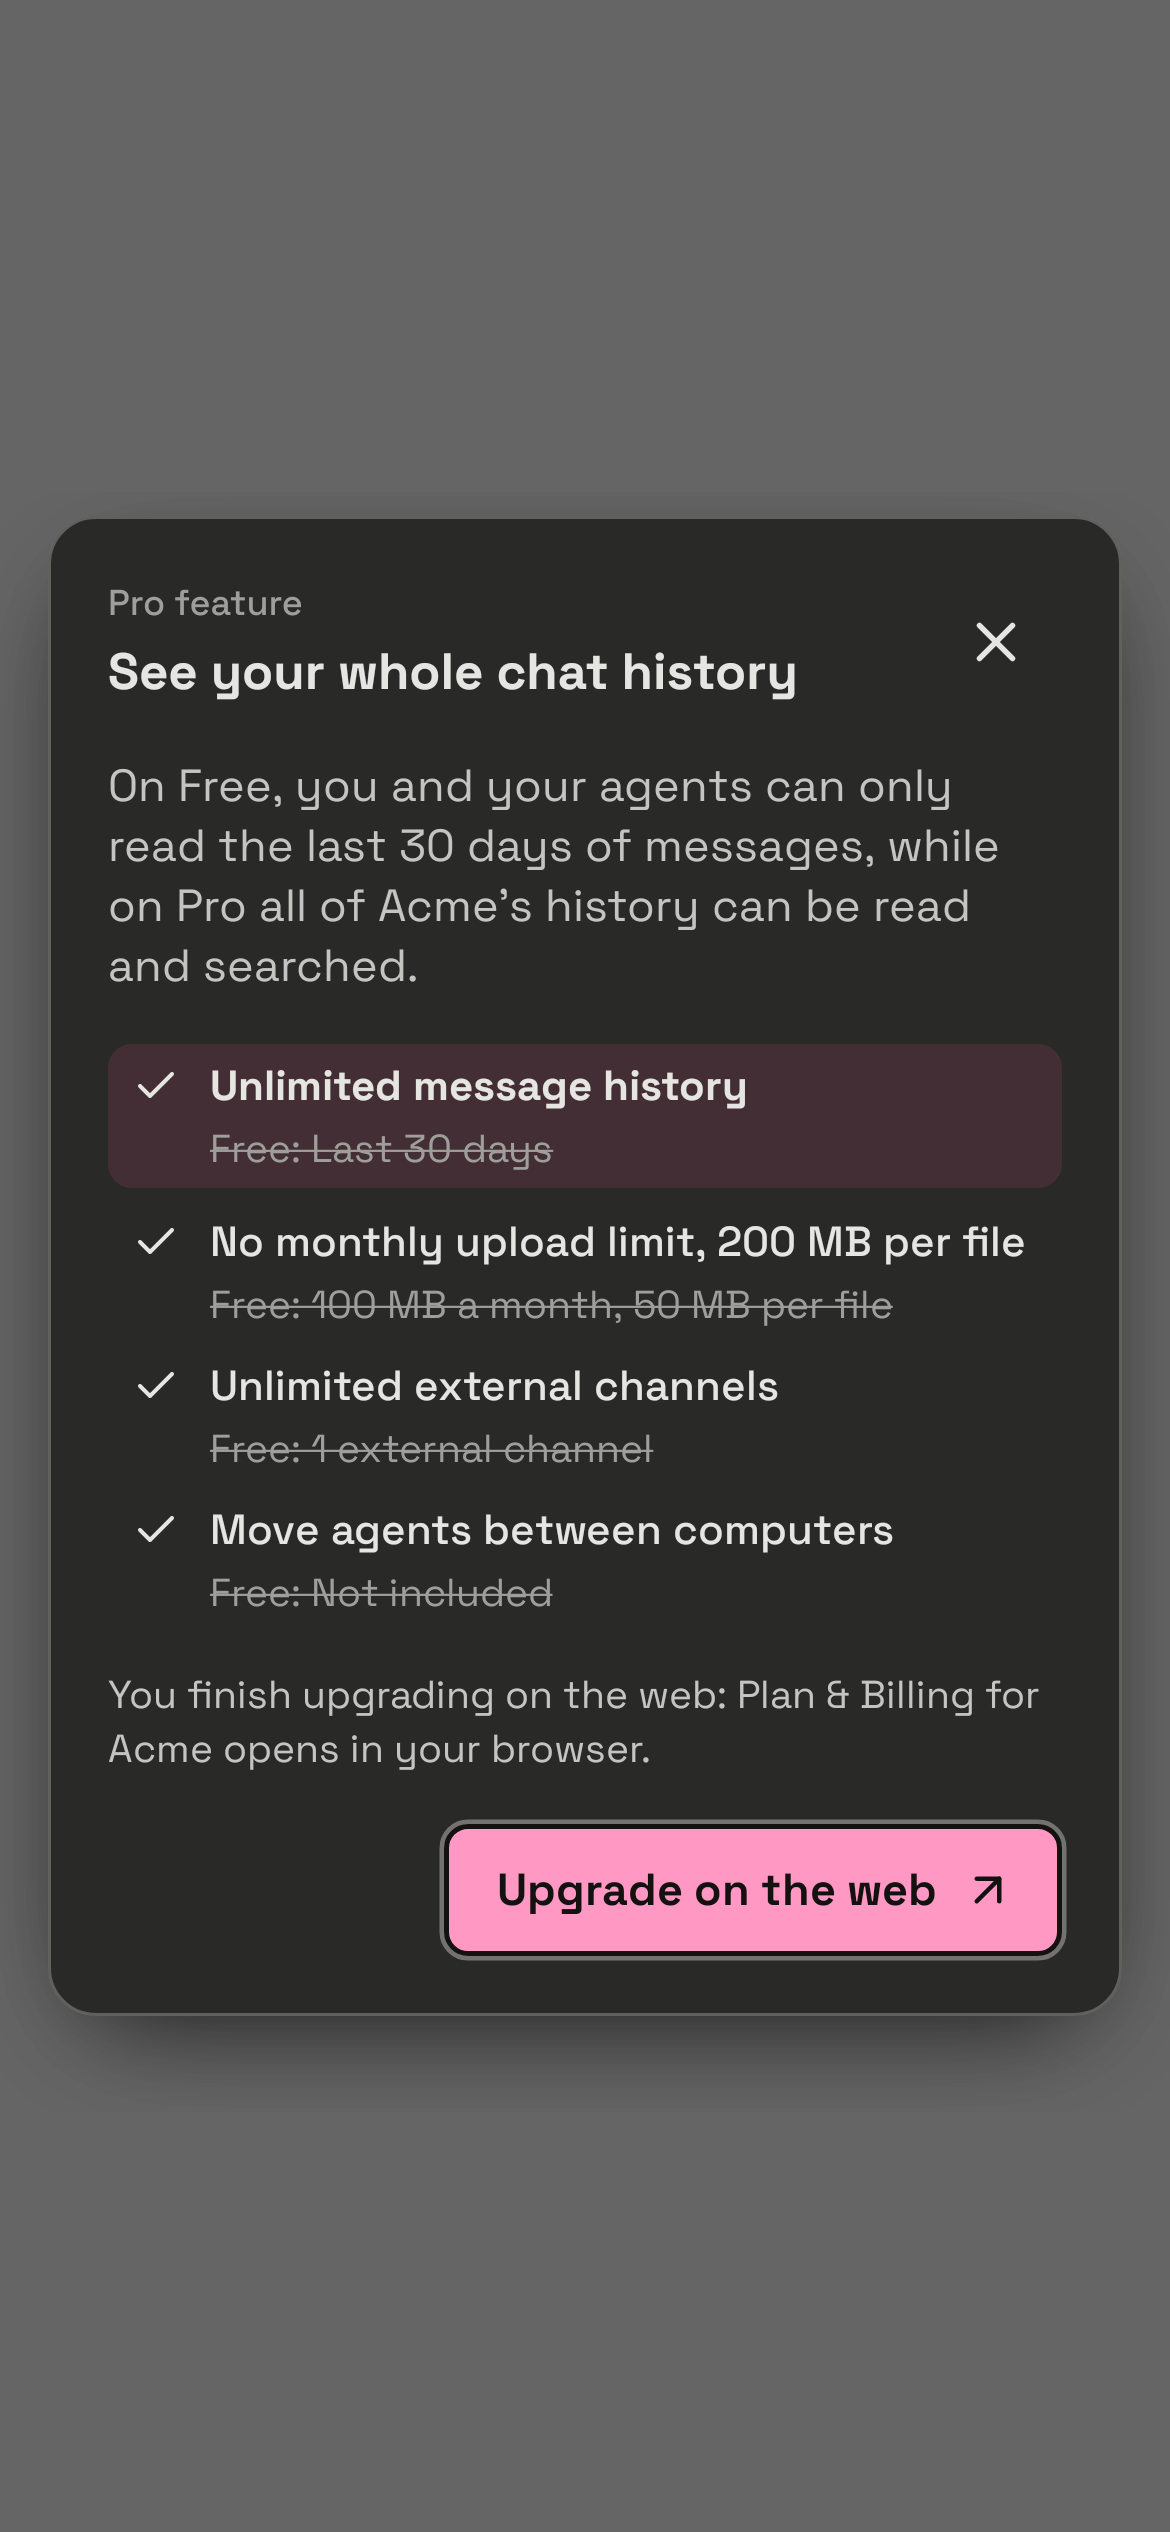 Pro feature
See your whole chat history
On Free, you and your agents can only
read the last 30 days of messages, while
on Pro all of Acme’s history can be read
and searched.
Unlimited message history
Free: Last 30 days
No monthly upload limit, 200 MB per file
Free: 100 MB a month, 50 MB per file
Unlimited external channels
Free: 1 external channel
Move agents between computers
Free: Not included
You finish upgrading on the web: Plan & Billing for
Acme opens in your browser.
Upgrade on the web